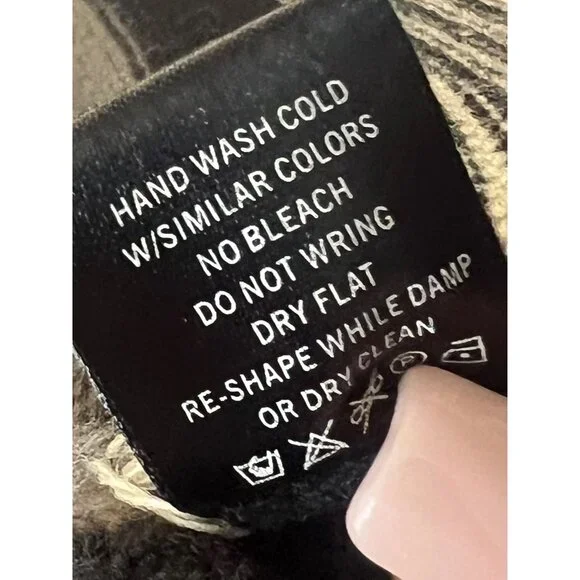 HAND WASH COLD
W/SIMILAR COLORS
NO BLEACH
DO NOT WRING
DRY FLAT
RE-SHAPE WHILE DAMP
OR DRY CLEAN